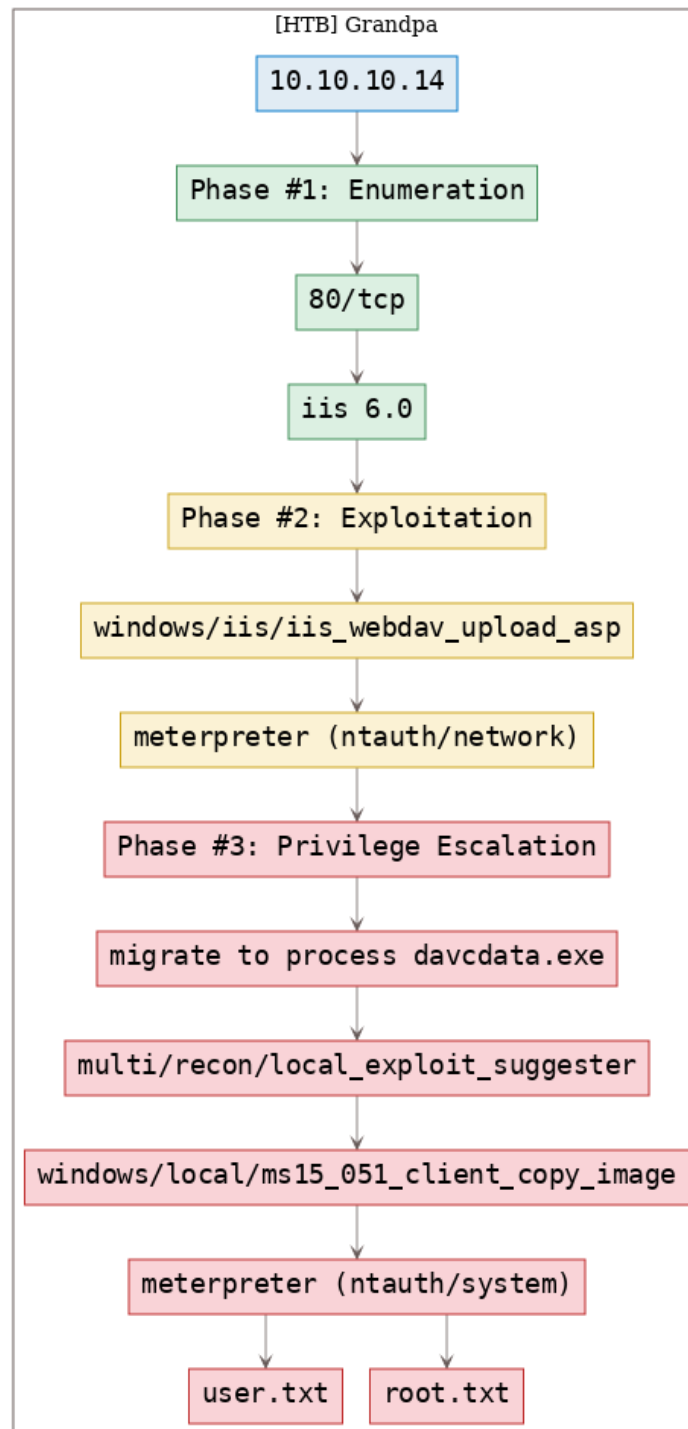 [HTB] Grandpa
10.10.10.14
Phase #1: Enumeration
80/tcp
iis 6.0
Phase #2: Exploitation
windows/iis/iis_webdav_upload_asp
meterpreter (ntauth/network)
Phase #3: Privilege Escalation
migrate to process davcdata.exe
multi/recon/local_exploit_suggester
windows/local/ms15_051_client_copy_image
meterpreter (ntauth/system)
user.txt
root.txt